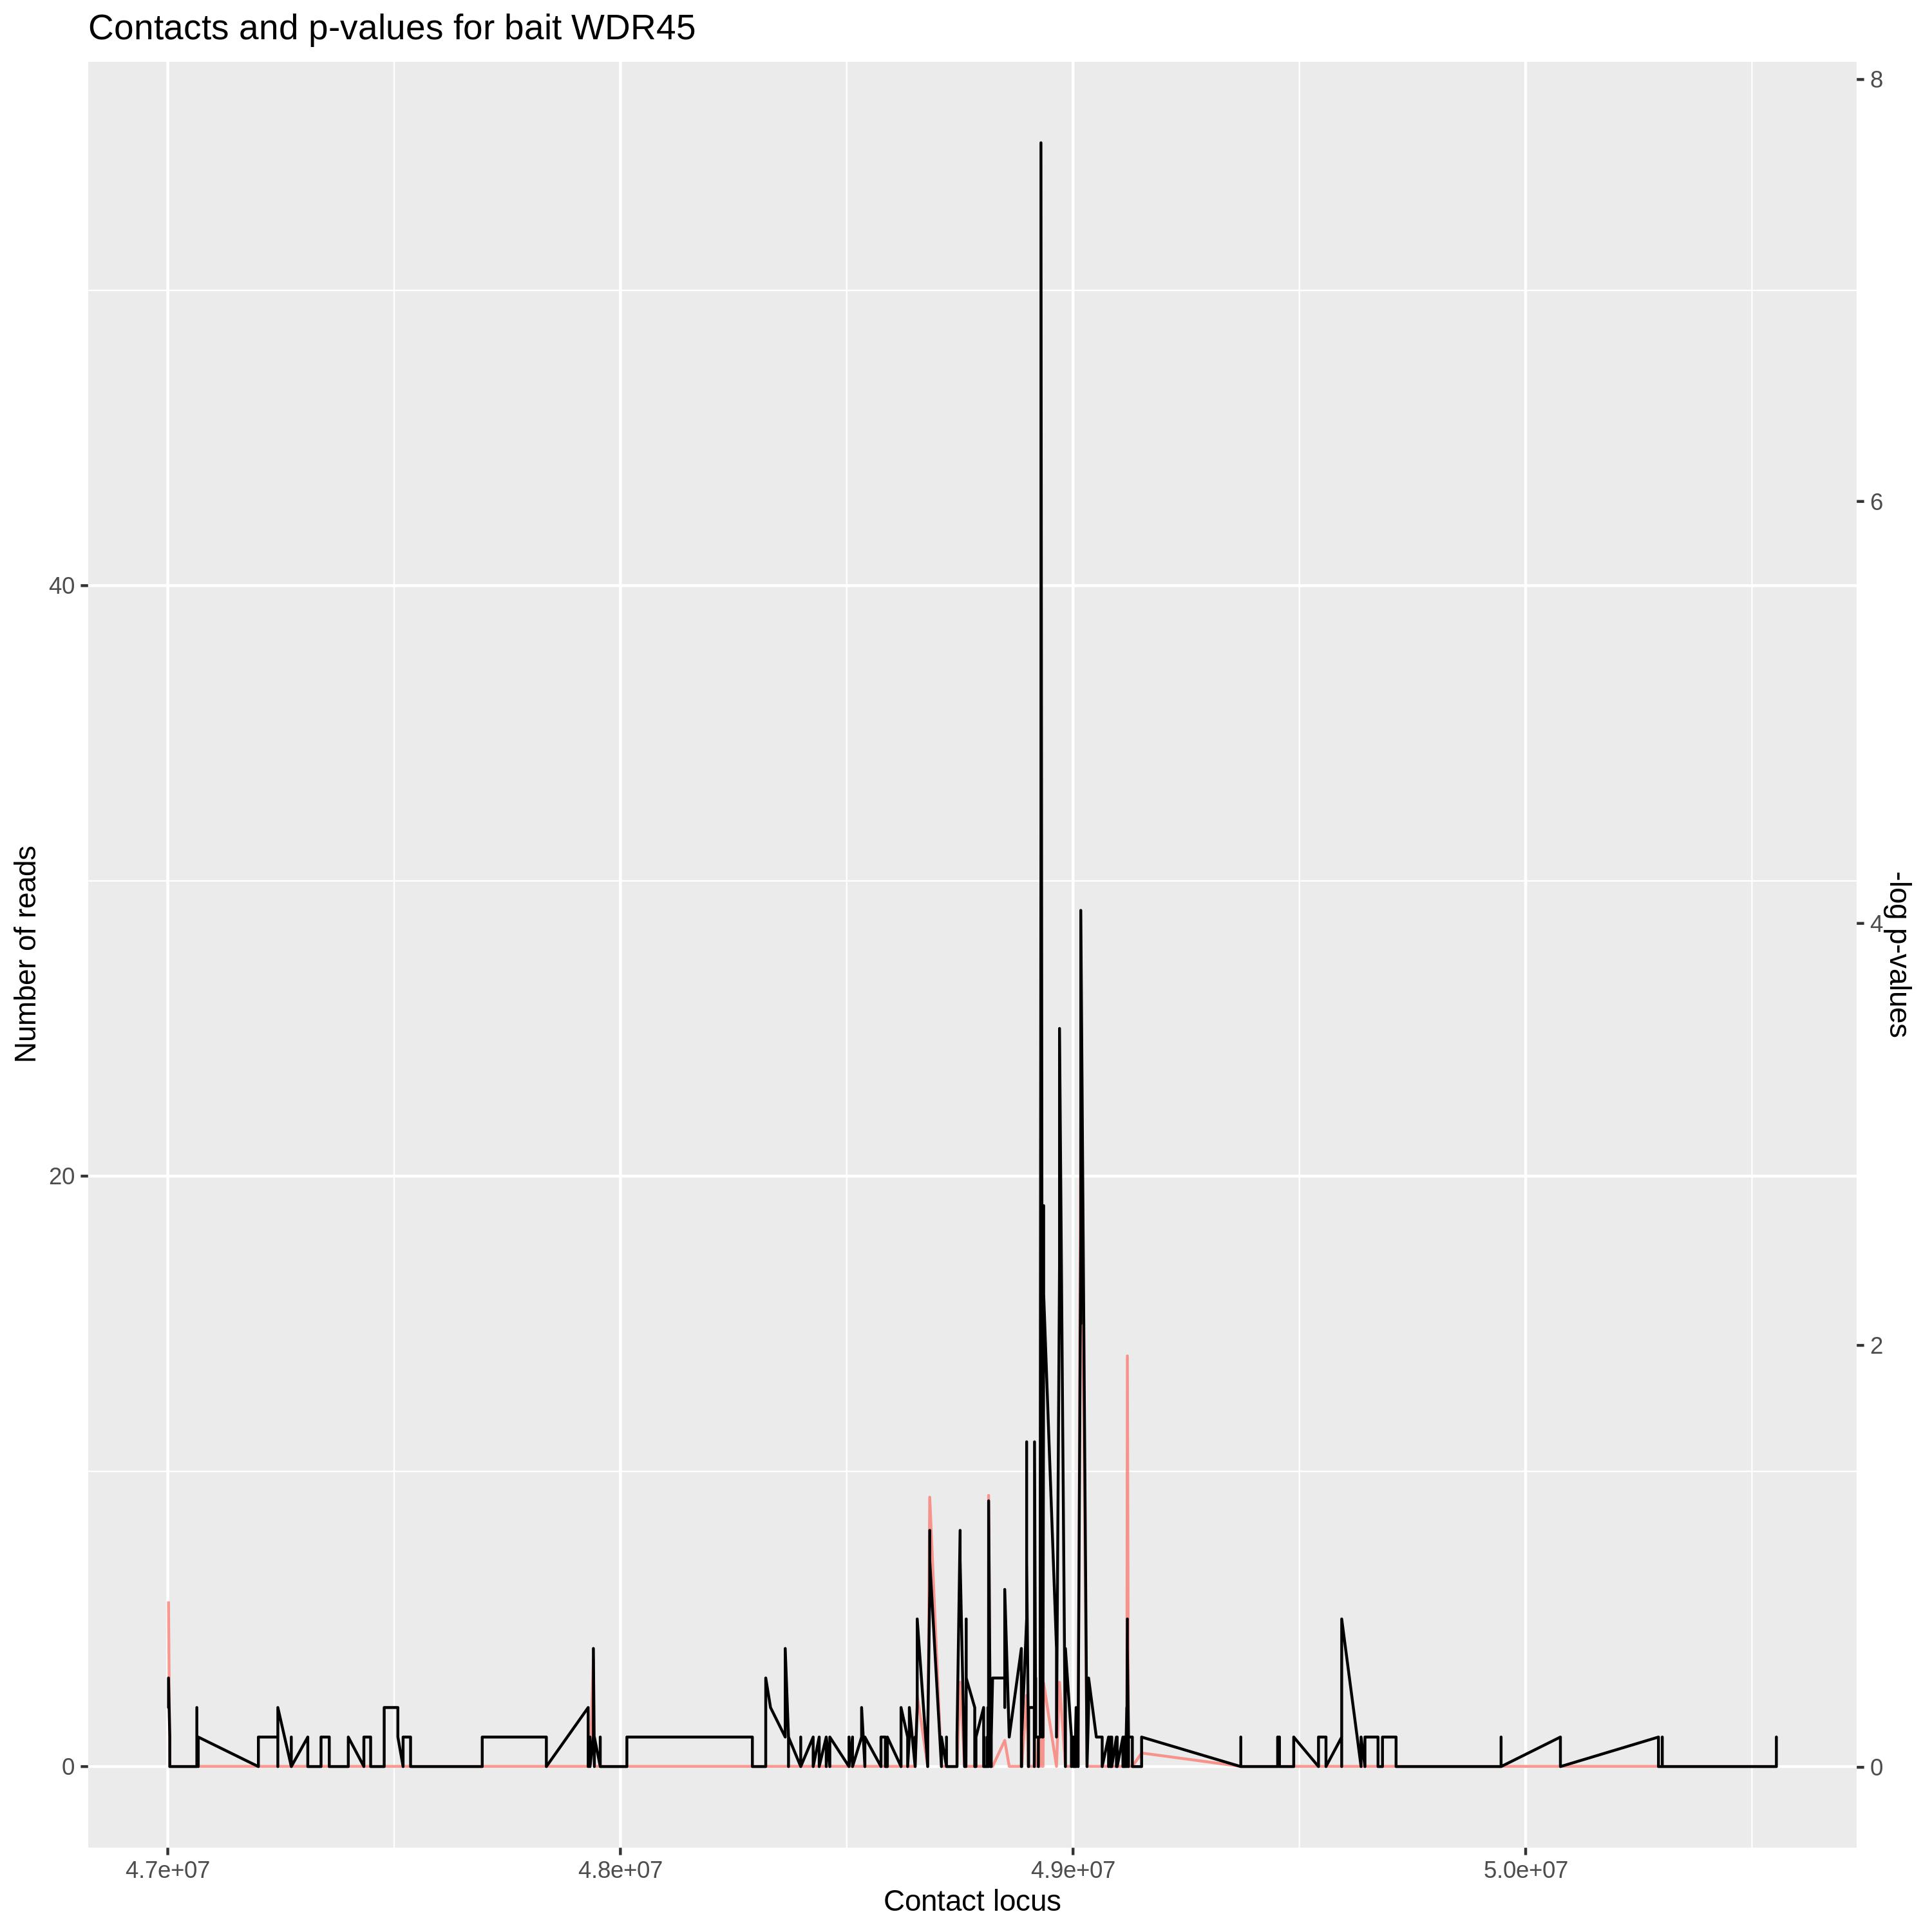 Contacts and p-values for bait WDR45
8
6
40
4
20
2
0
0
Number of reads
-log p-values
4.7e+07
4.8e+07
4.9e+07
5.0e+07
Contact locus